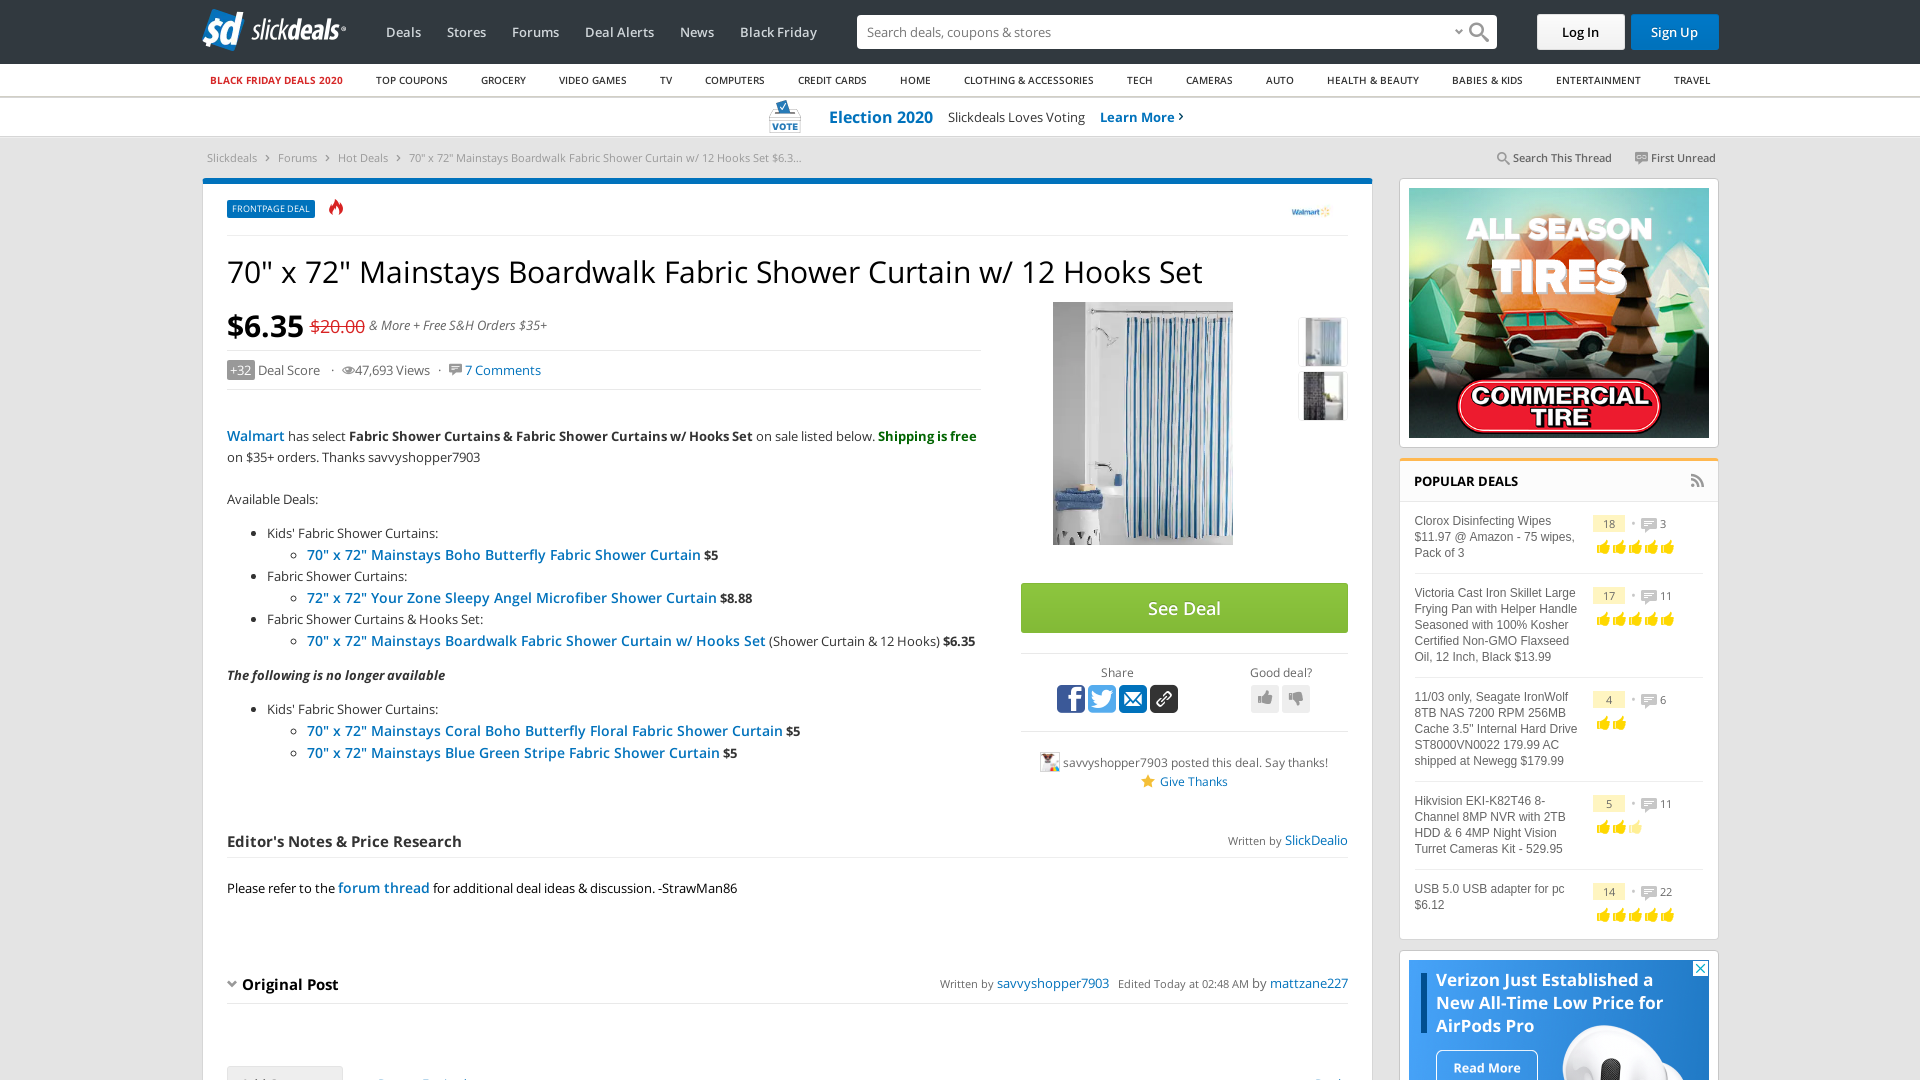 slickdeals
Deals
Stores
Forums
Deal Alerts
News
Black Friday
Search deals, coupons & search
Log In
Sign Up
BLACK FRIDAY DEALS 2020
TOP COUPONS
GROCERY
VIDEO GAMES
TV
COMPUTERS
CREDIT CARDS
HOME
CLOTHING & ACCESSORIES
TECH
CAMERAS
AUTO
HEALTH & BEAUTY
BABIES & KIDS
ENTERTAINMENT
TRAVEL
VOTE
Election 2020 Slickdeals Loves Voting Learn More
Slickdeals > Forums > Hot Deals > 70" x 72" Mainstays Boardwalk Fabric Shower Curtain w/ 12 Hooks Set $6.3...
Search This Thread
First Unread
FRONTPAGE DEAL
Walmart
70" x 72" Mainstays Boardwalk Fabric Shower Curtain w/ 12 Hooks Set
$6.35 $20.00 & More + Free S&H Orders $35+
+32 Deal Score · 47,693 Views · 7 Comments
Walmart has select Fabric Shower Curtains & Fabric Shower Curtains w/ Hooks Set on sale listed below. Shipping is free
on $35+ orders. Thanks savvyshopper7903
Available Deals:
Kids' Fabric Shower Curtains:
70" x 72" Mainstays Boho Butterfly Fabric Shower Curtain $5
Fabric Shower Curtains:
72" x 72" Your Zone Sleepy Angel Microfiber Shower Curtain $8.88
Fabric Shower Curtains & Hooks Set:
70" x 72" Mainstays Boardwalk Fabric Shower Curtain w/ Hooks Set (Shower Curtain & 12 Hooks) $6.35
The following is no longer available
Kids' Fabric Shower Curtains:
70" x 72" Mainstays Coral Boho Butterfly Floral Fabric Shower Curtain $5
70" x 72" Mainstays Blue Green Stripe Fabric Shower Curtain $5
See Deal
Share
Good deal?
savvyshopper7903 posted this deal. Say thanks!
Give Thanks
Editor's Notes & Price Research
Written by SlickDealio
Please refer to the forum thread for additional deal ideas & discussion. -StrawMan86
Original Post
Written by savvyshopper7903 Edited Today at 02:48 AM by mattzane227
ALL SEASON
TIRES
COMMERCIAL
TIRE
POPULAR DEALS
Clorox Disinfecting Wipes
$11.97 @ Amazon - 75 wipes,
Pack of 3
18 • 3
Victoria Cast Iron Skillet Large
Frying Pan with Helper Handle
Seasoned with 100% Kosher
Certified Non-GMO Flaxseed
Oil, 12 Inch, Black $13.99
17 • 11
11/03 only, Seagate IronWolf
8TB NAS 7200 RPM 256MB
Cache 3.5" Internal Hard Drive
ST8000VN0022 179.99 AC
shipped at Newegg $179.99
4 • 6
Hikvision EKI-K82T46 8-
Channel 8MP NVR with 2TB
HDD & 6 4MP Night Vision
Turret Cameras Kit - 529.95
5 • 11
USB 5.0 USB adapter for pc
$6.12
14 • 22
Verizon Just Established a
New All-Time Low Price for
AirPods Pro
Read More